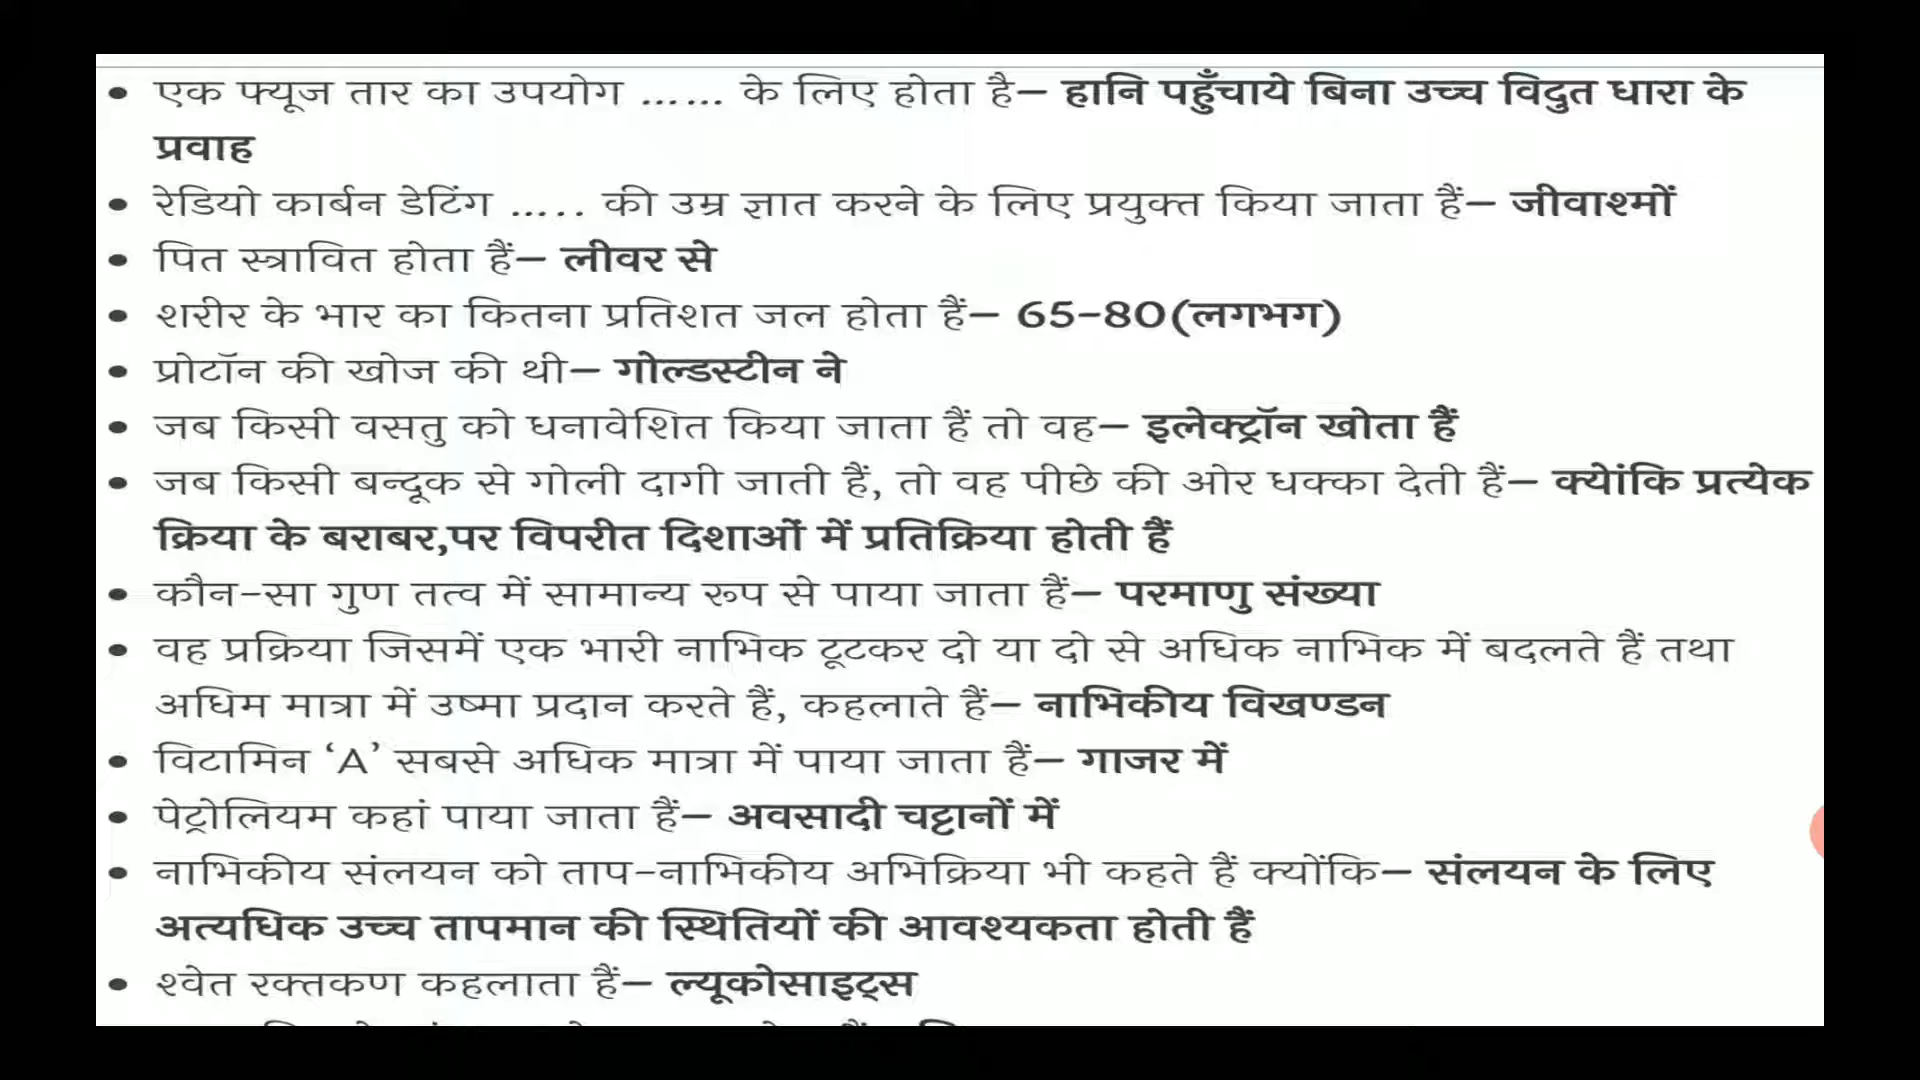 • एक फ्यूज तार का उपयोग ...... के लिए होता है— हानि पहुँचाये बिना उच्च विदुत धारा के
प्रवाह
• रेडियो कार्बन डेटिंग ..... की उम्र ज्ञात करने के लिए प्रयुक्त किया जाता हैं— जीवाश्मों
• पित स्त्रावित होता हैं— लीवर से
• शरीर के भार का कितना प्रतिशत जल होता हैं— 65-80(लगभग)
• प्रोटॉन की खोज की थी— गोल्डस्टीन ने
• जब किसी वसतु को धनावेशित किया जाता हैं तो वह— इलेक्ट्रॉन खोता हैं
• जब किसी बन्दूक से गोली दागी जाती हैं, तो वह पीछे की ओर धक्का देती हैं— क्योंकि प्रत्येक
क्रिया के बराबर,पर विपरीत दिशाओं में प्रतिक्रिया होती हैं
• कौन-सा गुण तत्व में सामान्य रूप से पाया जाता हैं— परमाणु संख्या
• वह प्रक्रिया जिसमें एक भारी नाभिक टूटकर दो या दो से अधिक नाभिक में बदलते हैं तथा
अधिम मात्रा में उष्मा प्रदान करते हैं, कहलाते हैं— नाभिकीय विखण्डन
• विटामिन ‘A’ सबसे अधिक मात्रा में पाया जाता हैं— गाजर में
• पेट्रोलियम कहां पाया जाता हैं— अवसादी चट्टानों में
• नाभिकीय संलयन को ताप-नाभिकीय अभिक्रिया भी कहते हैं क्योंकि— संलयन के लिए
अत्यधिक उच्च तापमान की स्थितियों की आवश्यकता होती हैं
• श्वेत रक्तकण कहलाता हैं— ल्यूकोसाइट्स